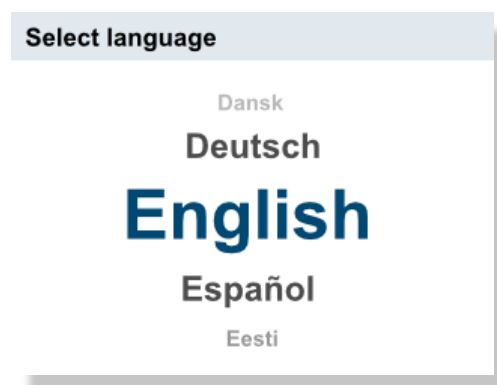 Select language
Dansk
Deutsch
English
Español
Eesti